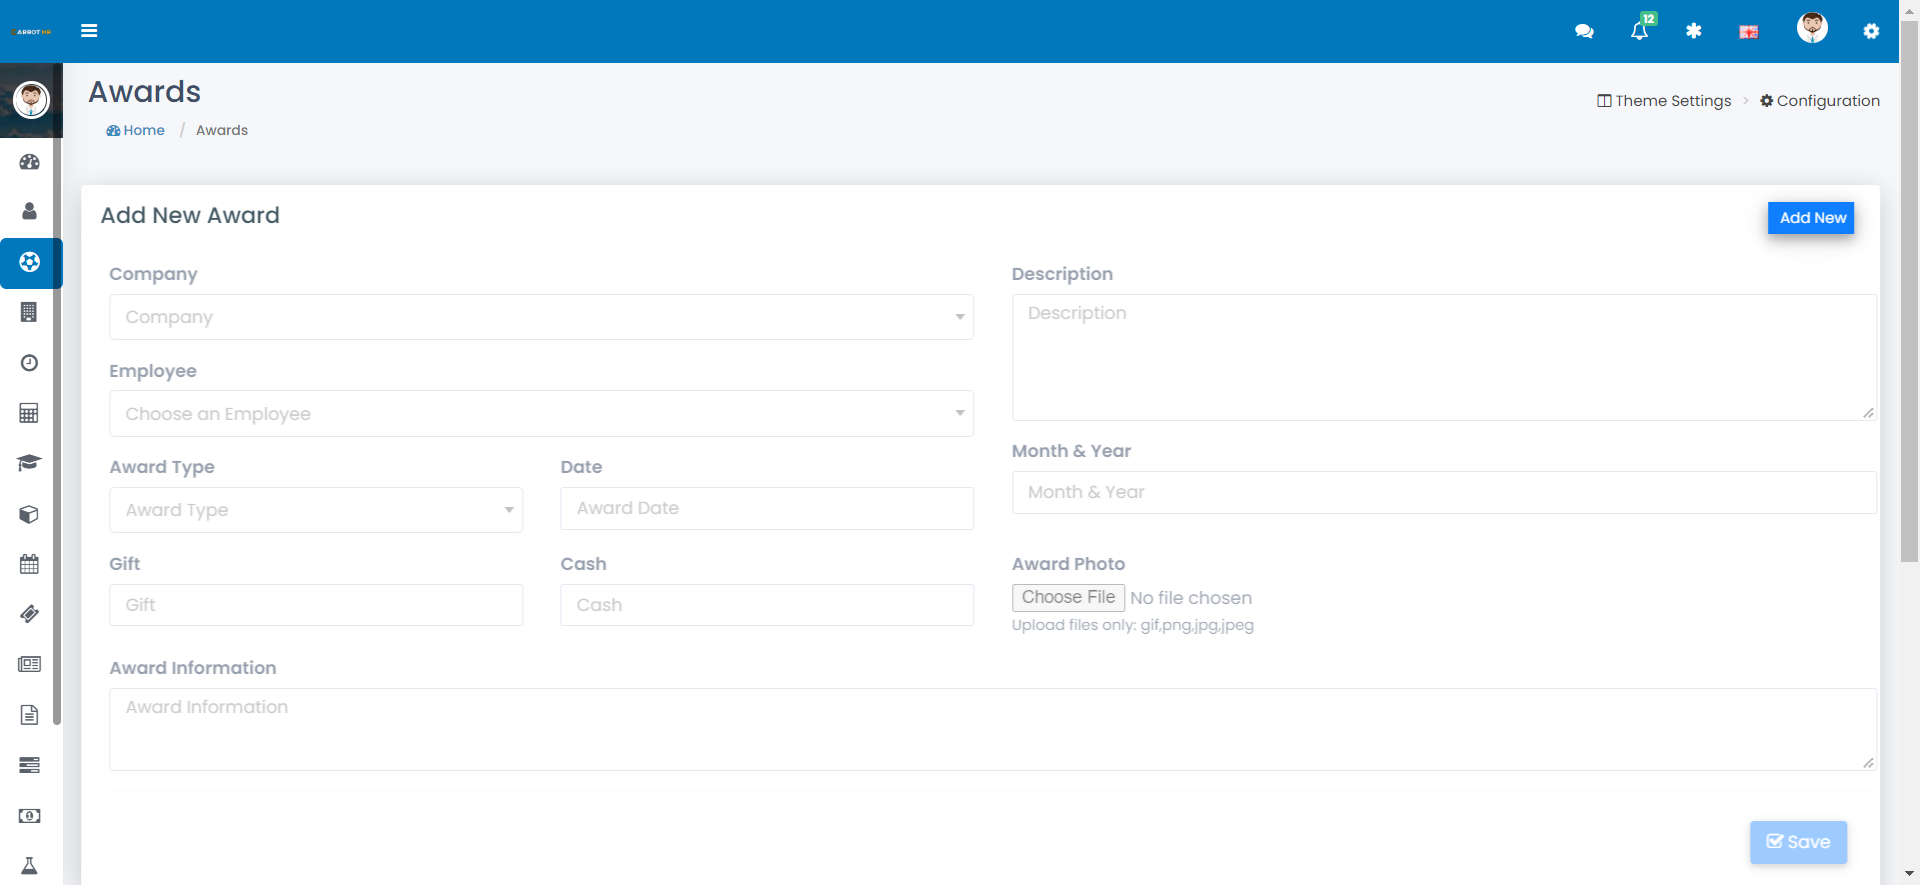 ARBOT HR
12
Awards
Home / Awards
Theme Settings > Configuration
Add New Award
Add New
Company
Company
Employee
Choose an Employee
Award Type
Award Type
Date
Award Date
Gift
Gift
Cash
Cash
Description
Description
Month & Year
Month & Year
Award Photo
Choose File No file chosen
Upload files only: gif,png,jpg,jpeg
Award Information
Award Information
Save